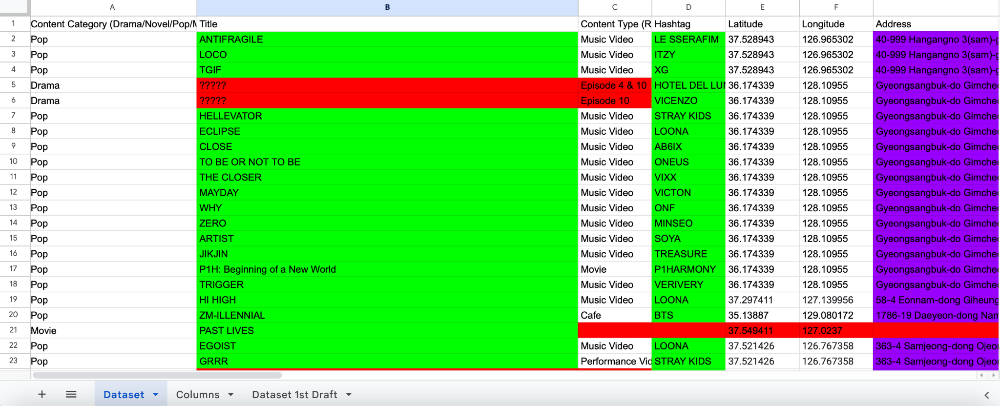 A B C D E F
1 Content Category (Drama/Novel/Pop/ Title Content Type (R Hashtag Latitude Longitude Address
2 Pop ANTIFRAGILE Music Video LE SSERAFIM 37.528943 126.965302 40-999 Hangangno 3(sam)-g
3 Pop LOCO Music Video ITZY 37.528943 126.965302 40-999 Hangangno 3(sam)-g
4 Pop TGIF Music Video XG 37.528943 126.965302 40-999 Hangangno 3(sam)-g
5 Drama ????? Episode 4 & 10 HOTEL DEL LU 36.174339 128.10955 Gyeongsangbuk-do Gimche
6 Drama ????? Episode 10 VICENZO 36.174339 128.10955 Gyeongsangbuk-do Gimche
7 Pop HELLEVATOR Music Video STRAY KIDS 36.174339 128.10955 Gyeongsangbuk-do Gimche
8 Pop ECLIPSE Music Video LOONA 36.174339 128.10955 Gyeongsangbuk-do Gimche
9 Pop CLOSE Music Video AB6IX 36.174339 128.10955 Gyeongsangbuk-do Gimche
10 Pop TO BE OR NOT TO BE Music Video ONEUS 36.174339 128.10955 Gyeongsangbuk-do Gimche
11 Pop THE CLOSER Music Video VIXX 36.174339 128.10955 Gyeongsangbuk-do Gimche
12 Pop MAYDAY Music Video VICTON 36.174339 128.10955 Gyeongsangbuk-do Gimche
13 Pop WHY Music Video ONF 36.174339 128.10955 Gyeongsangbuk-do Gimche
14 Pop ZERO Music Video MINSEO 36.174339 128.10955 Gyeongsangbuk-do Gimche
15 Pop ARTIST Music Video SOYA 36.174339 128.10955 Gyeongsangbuk-do Gimche
16 Pop JIKJIN Music Video TREASURE 36.174339 128.10955 Gyeongsangbuk-do Gimche
17 Pop P1H: Beginning of a New World Movie P1HARMONY 36.174339 128.10955 Gyeongsangbuk-do Gimche
18 Pop TRIGGER Music Video VERIVERY 36.174339 128.10955 Gyeongsangbuk-do Gimche
19 Pop HI HIGH Music Video LOONA 37.297411 127.139956 58-4 Eonnam-dong Giheung
20 Pop ZM-ILLENNIAL Cafe BTS 35.13887 129.080172 1786-19 Daeyeon-dong Nam
21 Movie PAST LIVES 37.549411 127.0237
22 Pop EGOIST Music Video LOONA 37.521426 126.767358 363-4 Samjeong-dong Ojeo
23 Pop GRRR Performance Vid STRAY KIDS 37.521426 126.767358 363-4 Samjeong-dong Ojeo
Dataset Columns Dataset 1st Draft